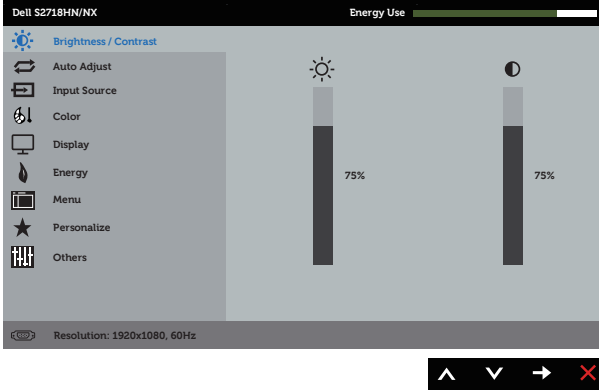 Dell S2718HN/NX
Energy Use
Brightness / Contrast
Auto Adjust
Input Source
Color
Display
Energy
Menu
Personalize
Others
75%
75%
Resolution: 1920x1080, 60Hz